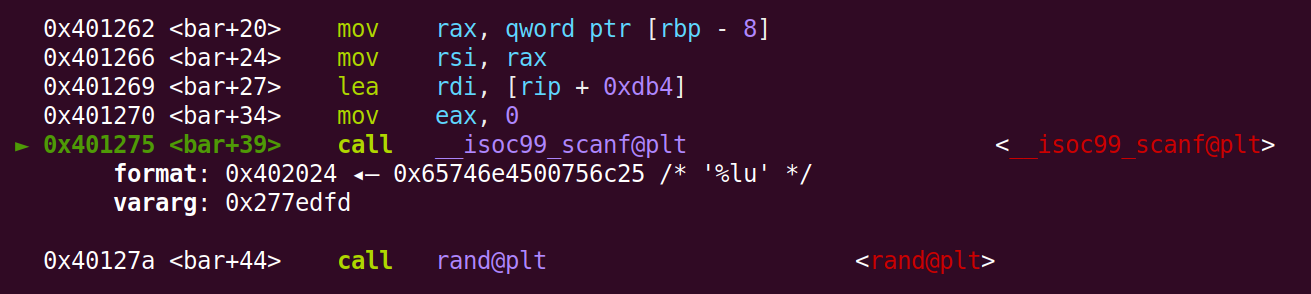 0x401262 <bar+20>    mov    rax, qword ptr [rbp - 8]
0x401266 <bar+24>    mov    rsi, rax
0x401269 <bar+27>    lea    rdi, [rip + 0xdb4]
0x401270 <bar+34>    mov    eax, 0
► 0x401275 <bar+39>    call   __isoc99_scanf@plt                      <__isoc99_scanf@plt>
format: 0x402024 ◂— 0x65746e4500756c25 /* '%lu' */
vararg: 0x277edfd
0x40127a <bar+44>    call   rand@plt                      <rand@plt>